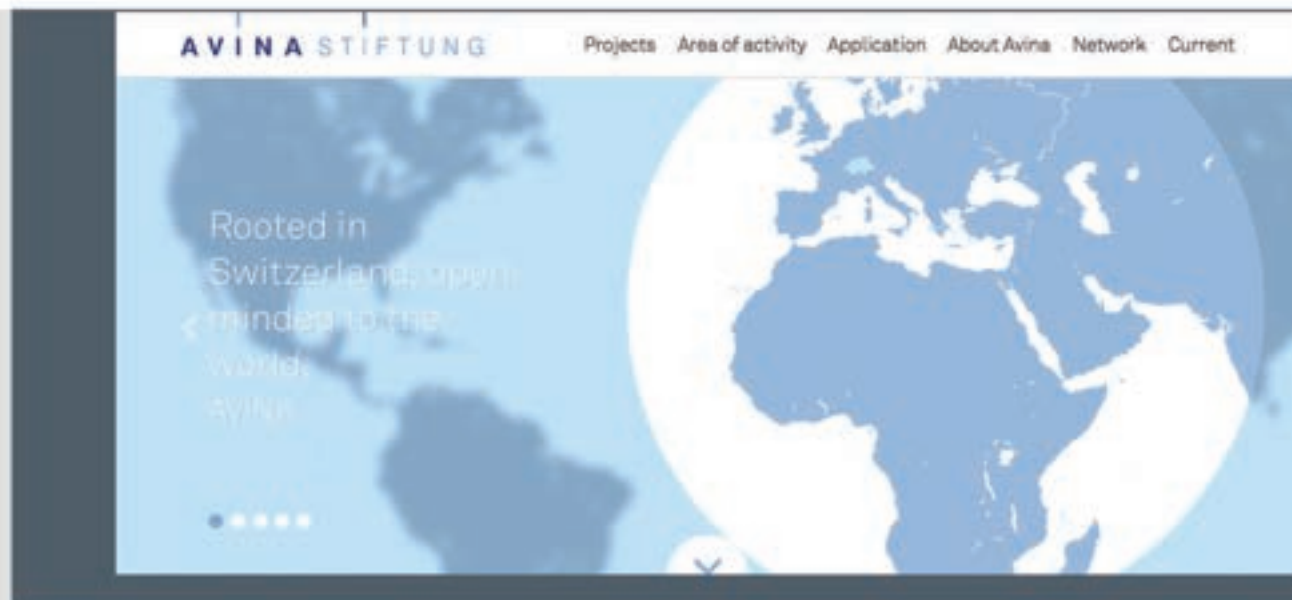 AVINA STIFTUNG
Projects Area of activity Application About Avina Network Current
Rooted in
Switzerland, open
minded to the
world.
AVINA